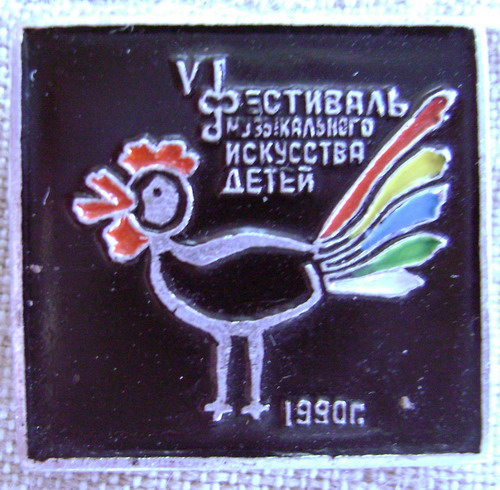 VI
ФЕСТИВАЛЬ
МУЗЫКАЛЬНОГО
ИСКУССТВА
ДЕТЕЙ
1990г.